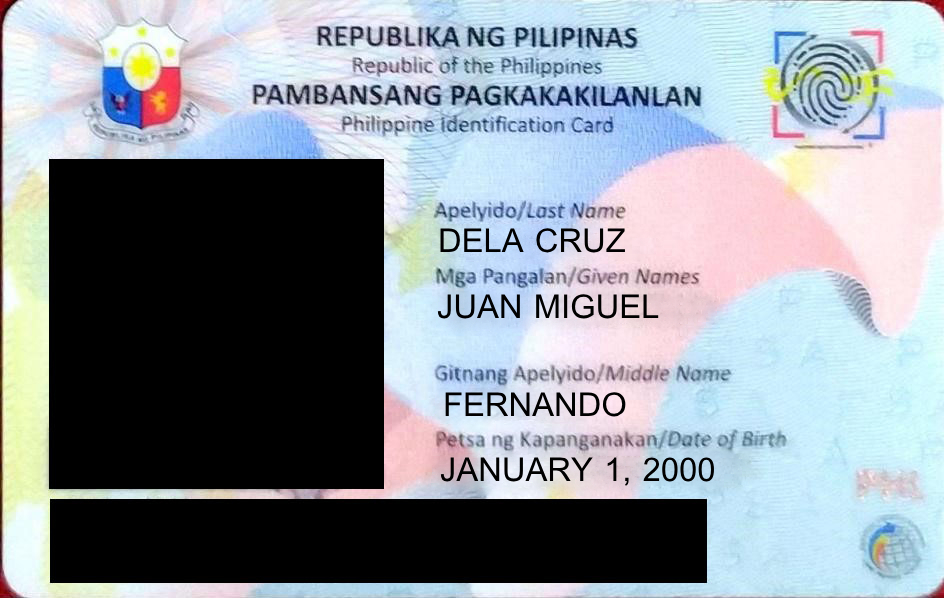 REPUBLIKA NG PILIPINAS
Republic of the Philippines
PAMBANSANG PAGKAKAKILANLAN
Philippine Identification Card
Apelyido/Last Name
DELA CRUZ
Mga Pangalan/Given Names
JUAN MIGUEL
Gitnang Apelyido/Middle Name
FERNANDO
Petsa ng Kapanganakan/Date of Birth
JANUARY 1, 2000
PHL